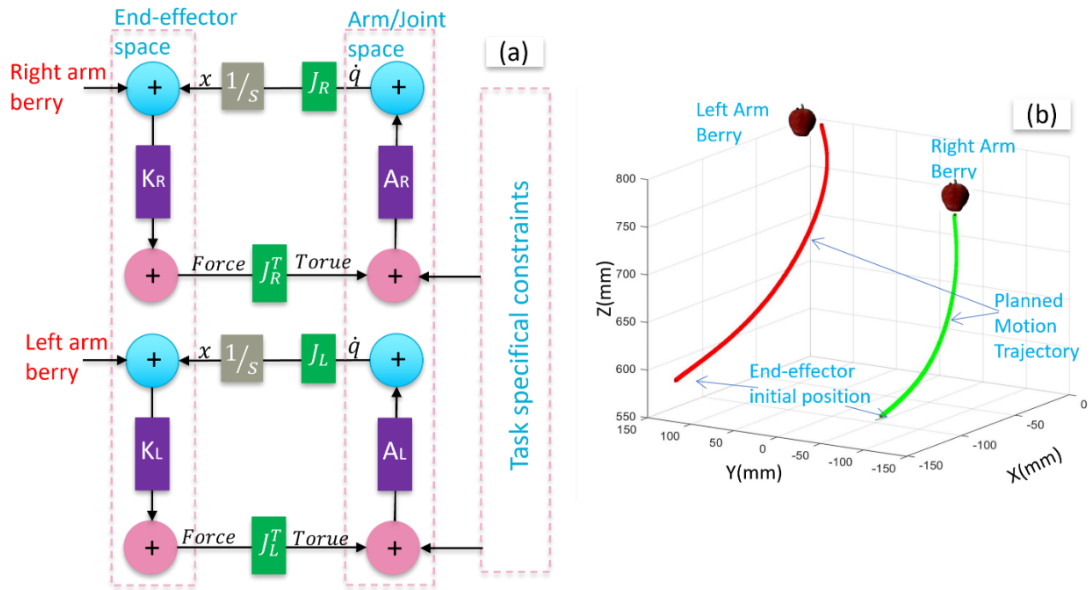 End-effector
space
Arm/Joint
space
(a)
Right arm
berry
x
1/s
J_R
q̇
+
+
K_R
A_R
+
Force
J_R^T
Torue
+
Left arm
berry
+
x
1/s
J_L
q̇
+
K_L
A_L
+
Force
J_L^T
Torue
+
Task specifical constraints
(b)
Left Arm
Berry
Right Arm
Berry
Planned
Motion
Trajectory
End-effector
initial position
Z(mm)
800
750
700
650
600
550
150
100
50
0
-50
-100
-150
Y(mm)
-150
-100
-50
0
X(mm)